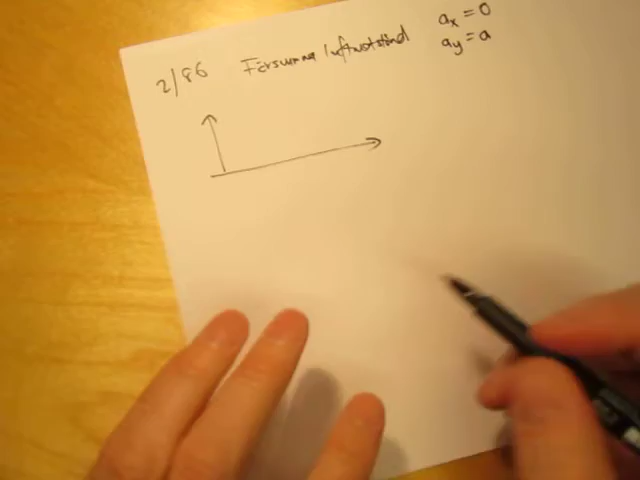 2/86 Försumma luftmotstånd ax = 0
ay = a